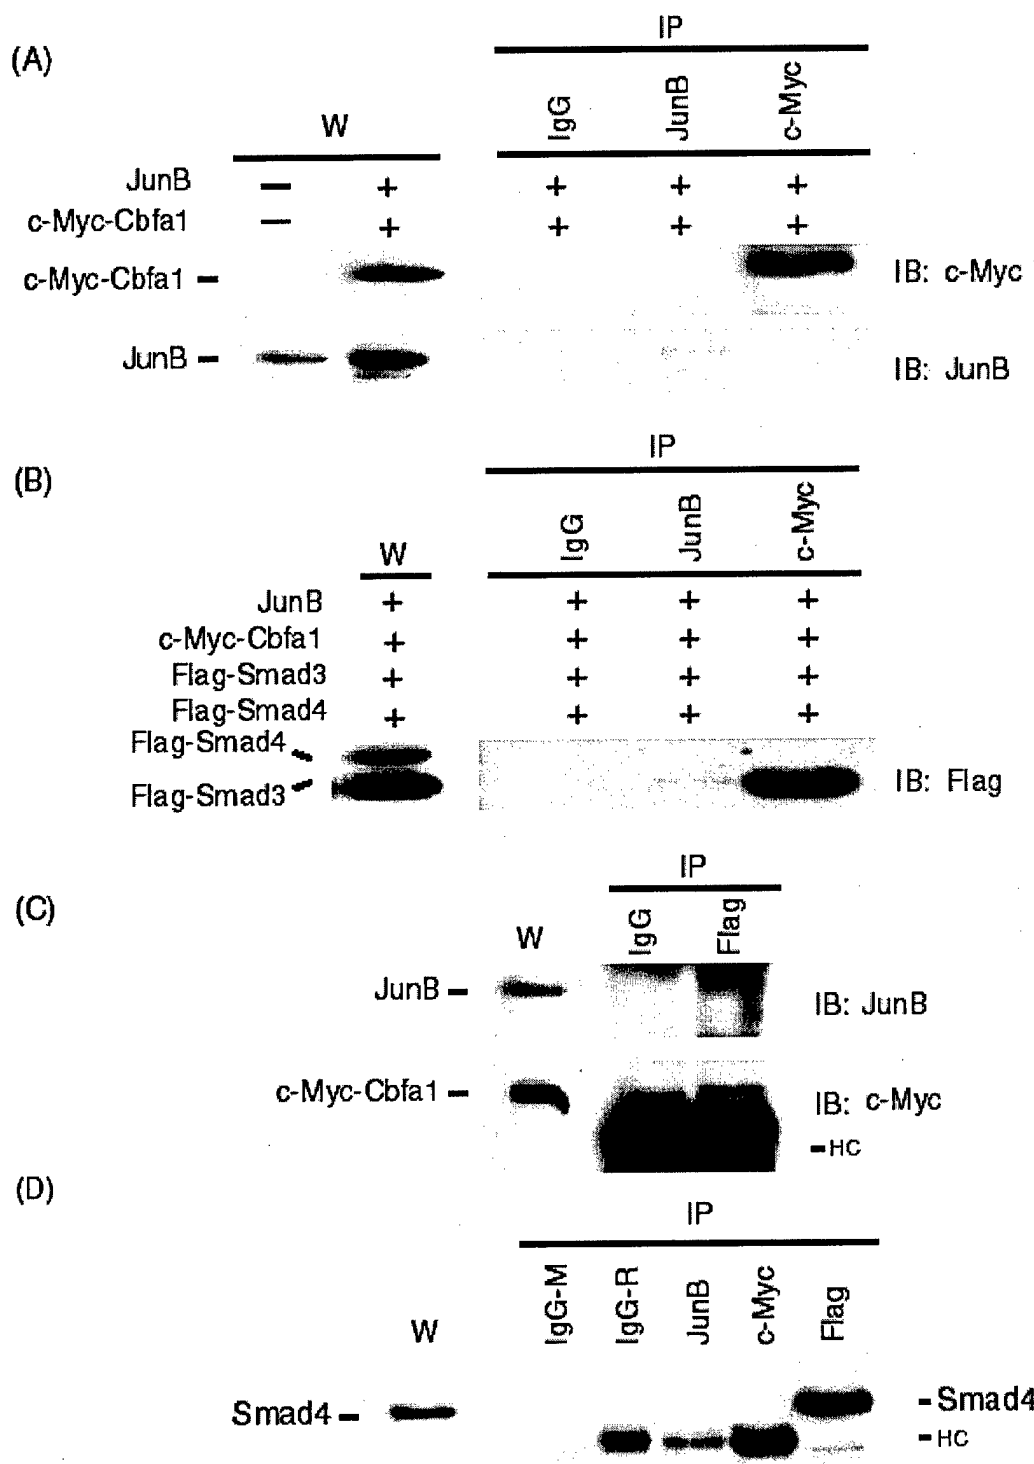 (A)
IP
W
IgG
JunB
c-Myc
JunB – + + + +
c-Myc-Cbfa1 – + + + +
c-Myc-Cbfa1 –
IB: c-Myc
JunB –
IB: JunB
(B)
IP
W
IgG
JunB
c-Myc
JunB + + + +
c-Myc-Cbfa1 + + + +
Flag-Smad3 + + + +
Flag-Smad4 + + + +
Flag-Smad4
Flag-Smad3
IB: Flag
(C)
IP
W
IgG
Flag
JunB –
IB: JunB
c-Myc-Cbfa1 –
IB: c-Myc
–HC
(D)
IP
W
IgG-M
IgG-R
JunB
c-Myc
Flag
Smad4 –
–Smad4
–HC